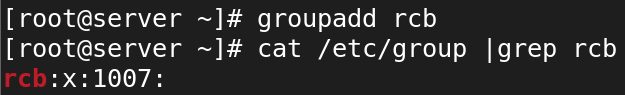 [root@server ~]# groupadd rcb
[root@server ~]# cat /etc/group |grep rcb
rcb:x:1007: